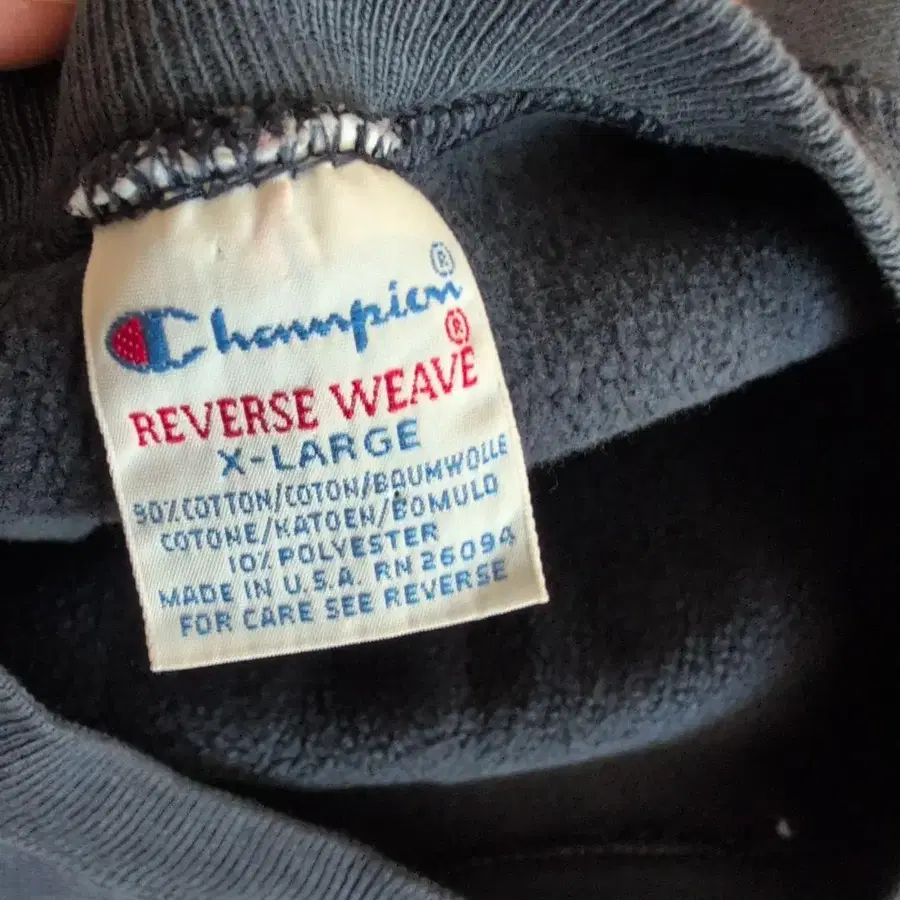 Champion®
REVERSE WEAVE®
X-LARGE
90% COTTON/COTON/BAUMWOLLE
COTONE/KATOEN/BOMULD
10% POLYESTER
MADE IN U.S.A. RN 26094
FOR CARE SEE REVERSE